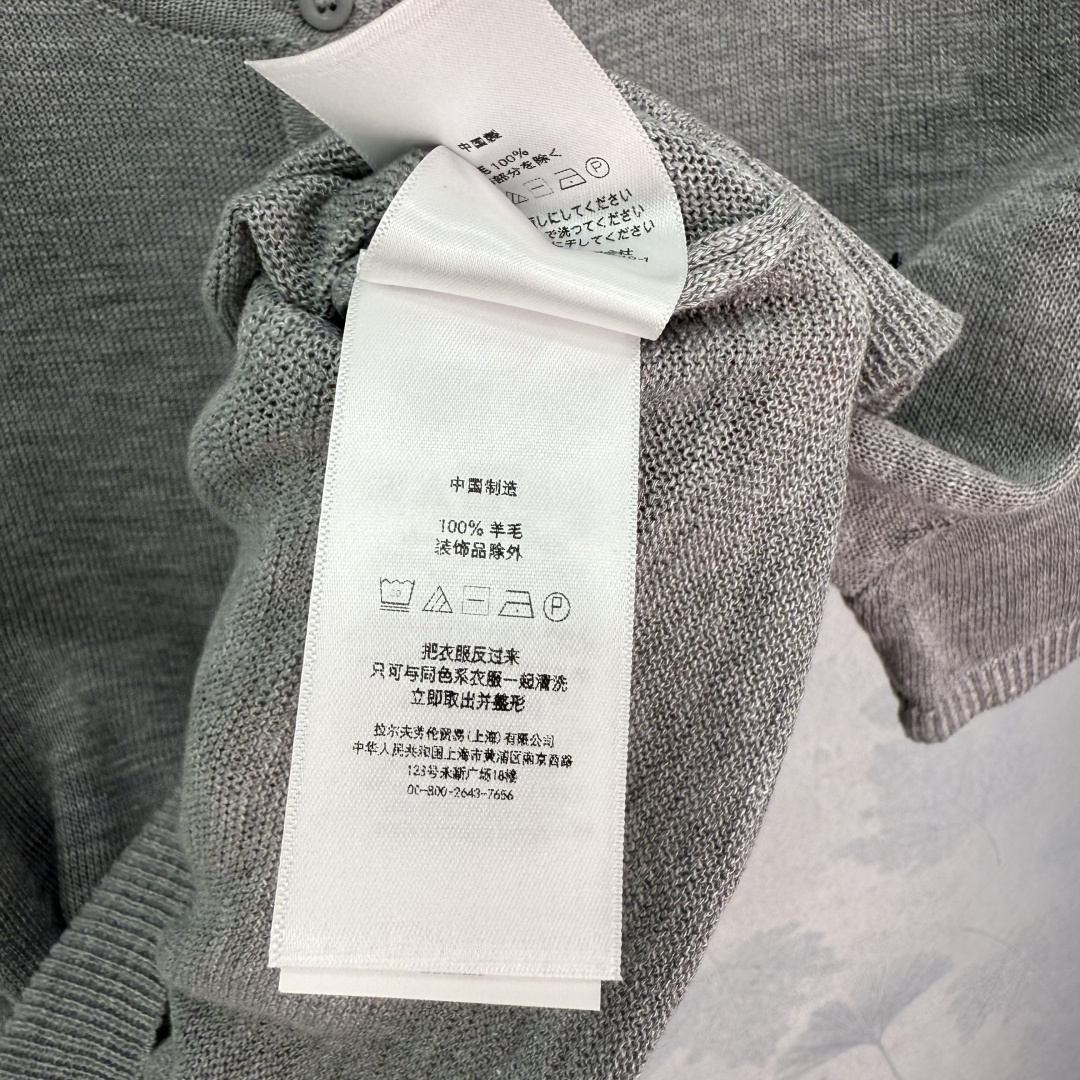 中国製
毛 100%
部分を除く
P
干しにしてください
で洗つてください
に干してください
中国制造
100% 羊毛
装饰品除外
P
把衣服反过来
只可与同色系衣服一起清洗
立即取出并整形
拉尔夫劳伦贸易(上海)有限公司
中华人民共和国上海市黄浦区南京西路
123号永新广场18楼
00-800-2643-7656